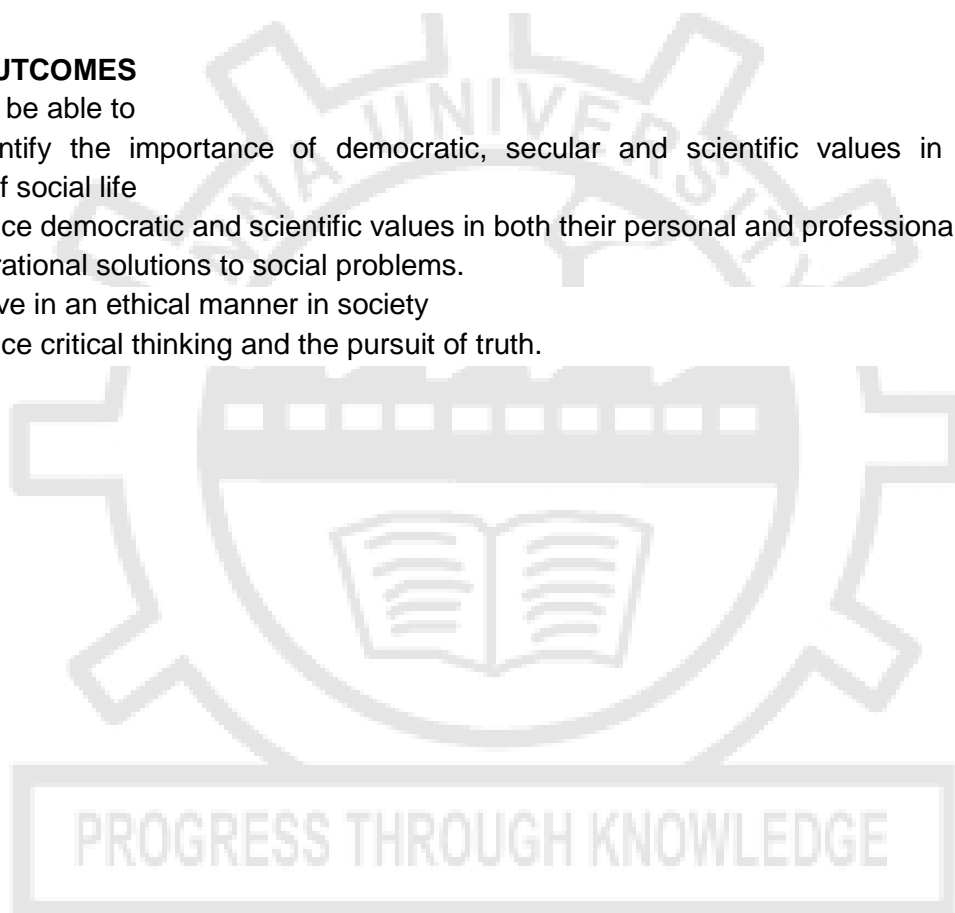 UTCOMES
be able to
ntify the importance of democratic, secular and scientific values in
f social life
ce democratic and scientific values in both their personal and professiona
rational solutions to social problems.
ve in an ethical manner in society
ce critical thinking and the pursuit of truth.
NNA UNIVERSITY
PROGRESS THROUGH KNOWLEDGE